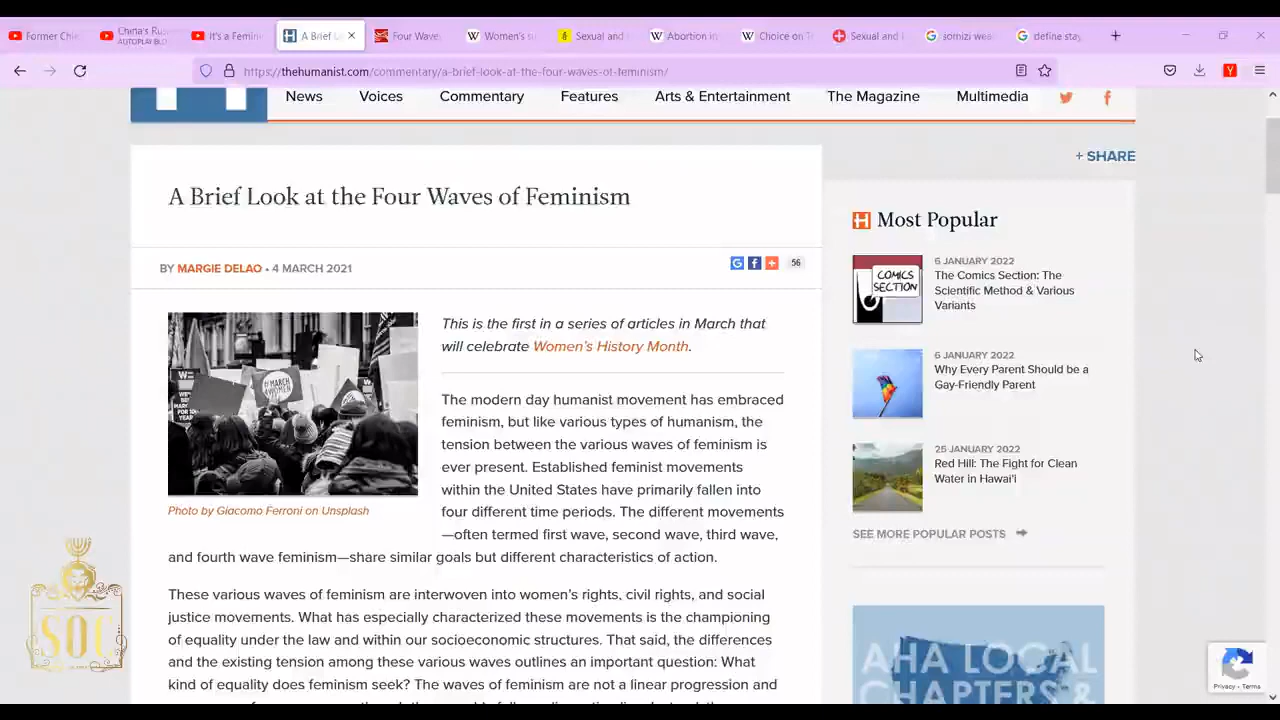 Former Chie
China's Rus
AUTOPLAY BLO
It's a Femin
A Brief L
Four Wave
Women's s
Sexual and
Abortion in
Choice on T
Sexual and
somizi wea
define stay
https://thehumanist.com/commentary/a-brief-look-at-the-four-waves-of-feminism/
News Voices Commentary Features Arts & Entertainment The Magazine Multimedia
+ SHARE
A Brief Look at the Four Waves of Feminism
BY MARGIE DELAO • 4 MARCH 2021
56
This is the first in a series of articles in March that
will celebrate Women's History Month.
The modern day humanist movement has embraced
feminism, but like various types of humanism, the
tension between the various waves of feminism is
ever present. Established feminist movements
within the United States have primarily fallen into
four different time periods. The different movements
—often termed first wave, second wave, third wave,
and fourth wave feminism—share similar goals but different characteristics of action.
Photo by Giacomo Ferroni on Unsplash
These various waves of feminism are interwoven into women's rights, civil rights, and social
justice movements. What has especially characterized these movements is the championing
of equality under the law and within our socioeconomic structures. That said, the differences
and the existing tension among these various waves outlines an important question: What
kind of equality does feminism seek? The waves of feminism are not a linear progression and
Most Popular
COMICS
SECTION
6 JANUARY 2022
The Comics Section: The
Scientific Method & Various
Variants
6 JANUARY 2022
Why Every Parent Should be a
Gay-Friendly Parent
25 JANUARY 2022
Red Hill: The Fight for Clean
Water in Hawai'i
SEE MORE POPULAR POSTS
AHA LOCAL
CHAPTERS &
SOC
Privacy - Terms